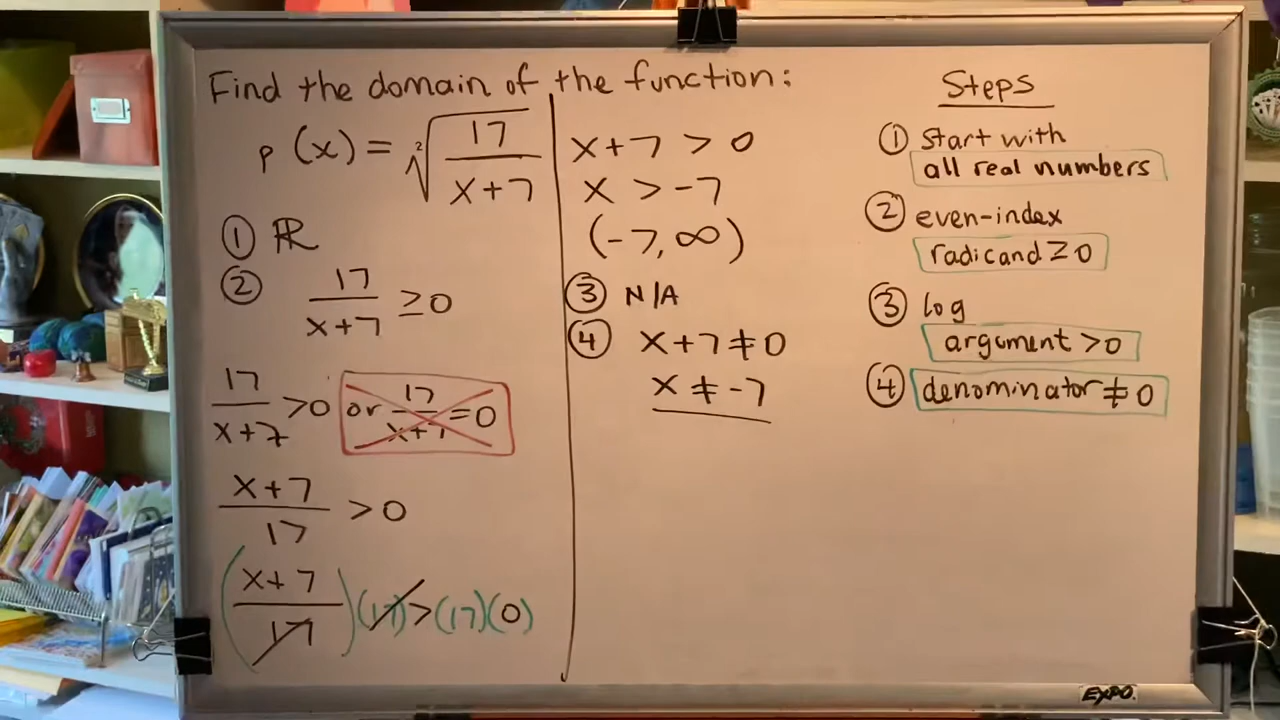 Find the domain of the function:
p(x) = ²√(17/(x+7))
① ℝ
② 17/(x+7) ≥ 0
17/(x+7) > 0 or 17/(x+7) = 0
(x+7)/17 > 0
((x+7)/17)(17) > (17)(0)
x+7 > 0
x > -7
(-7, ∞)
③ N/A
④ x+7 ≠ 0
x ≠ -7
Steps
① Start with
all real numbers
② even-index
radicand ≥ 0
③ log
argument > 0
④ denominator ≠ 0
EXPO